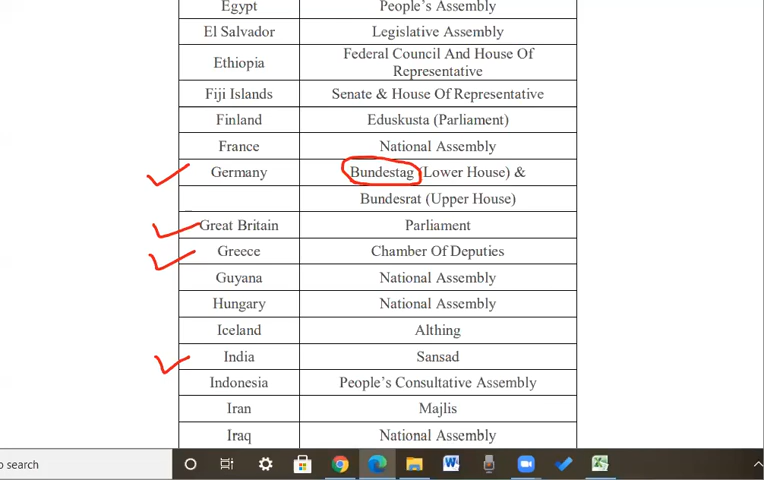 Egypt People's Assembly
El Salvador Legislative Assembly
Ethiopia Federal Council And House Of
Representative
Fiji Islands Senate & House Of Representative
Finland Eduskusta (Parliament)
France National Assembly
Germany Bundestag (Lower House) &
Bundesrat (Upper House)
Great Britain Parliament
Greece Chamber Of Deputies
Guyana National Assembly
Hungary National Assembly
Iceland Althing
India Sansad
Indonesia People's Consultative Assembly
Iran Majlis
Iraq National Assembly
o search